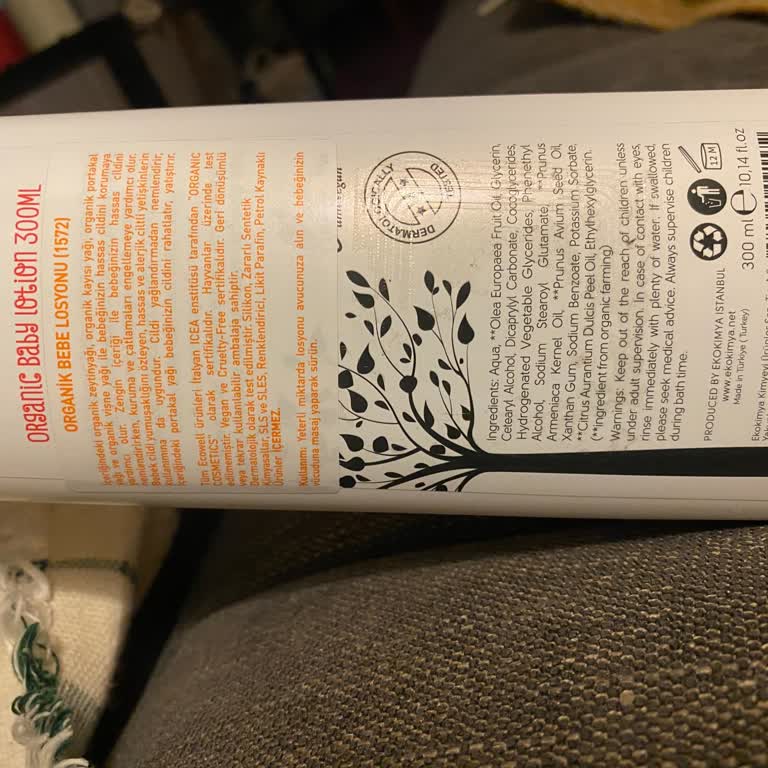 ORGANIC BABY LOTION 300ML
ORGANİK BEBE LOSYONU (1572)
İçeriğindeki organik zeytinyağı, organik kayısı yağı, organik portakal
yağı ve organik vişne yağı ile bebeğinizin hassas cildini korumaya
yardımcı olur. Zengin içeriği ile bebeğinizin hassas cildini
nemlendirirken, kuruma ve çatlamaları engellemeye yardımcı olur.
Bebek cild yumuşaklığını özleyen, hassas ve alerjik ciltli yetişkinlerin
kullanımına da uygundur. Cildi yağlandırmadan nemlendirir,
içeriğindeki portakal yağı bebeğinizin cildini rahatlatır, yatıştırır.
Tüm Ecowell ürünleri İtalyan ICEA enstitüsü tarafından "ORGANIC
COSMETICS" olarak sertifikalıdır. Hayvanlar üzerinde test
edilmemiştir. Vegan ve Cruelty-Free sertifikalıdır. Geri dönüşümlü
veya tekrar kullanılabilir ambalaja sahiptir.
Dermatolojik olarak test edilmiştir. Silikon, Zararlı Sentetik
Kimyasallar, SLS ve SLES, Renklendirici, Likit Parafin, Petrol Kaynaklı
Ürünler İÇERMEZ.
Kullanımı: Yeterli miktarda losyonu avucunuza alın ve bebeğinizin
vücuduna masaj yaparak sürün.
DERMATOLOGICALLY
TESTED
Ingredients: Aqua, **Olea Europaea Fruit Oil, Glycerin,
Cetearyl Alcohol, Dicaprylyl Carbonate, Cocoglycerides,
Hydrogenated Vegetable Glycerides, Phenethyl
Alcohol, Sodium Stearoyl Glutamate, **Prunus
Armeniaca Kernel Oil, **Prunus Avium Seed Oil,
Xanthan Gum, Sodium Benzoate, Potassium Sorbate,
**Citrus Aurantium Dulcis Peel Oil, Ethylhexylglycerin.
(**Ingredient from organic farming)
Warnings: Keep out of the reach of children unless
under adult supervision. In case of contact with eyes,
rinse immediately with plenty of water. If swallowed,
please seek medical advice. Always supervise children
during bath time.
PRODUCED BY EKOKIMYA ISTANBUL
www.ekokimya.net
Made in Türkiye (Turkey)
12 M
300 ml e 10.14 fl.oz
Ekokimya Kimyevi